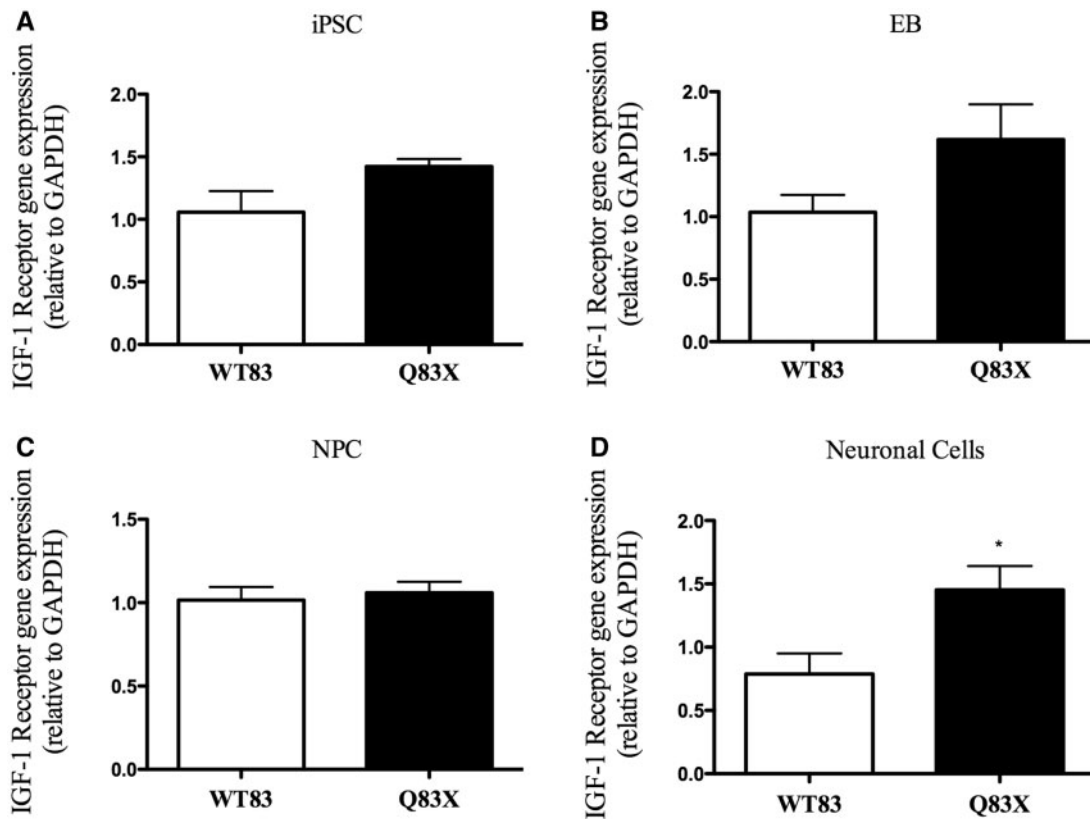 A
iPSC
IGF-1 Receptor gene expression
(relative to GAPDH)
2.0
1.5
1.0
0.5
0.0
WT83
Q83X
B
EB
IGF-1 Receptor gene expression
(relative to GAPDH)
2.0
1.5
1.0
0.5
0.0
WT83
Q83X
C
NPC
IGF-1 Receptor gene expression
(relative to GAPDH)
1.5
1.0
0.5
0.0
WT83
Q83X
D
Neuronal Cells
IGF-1 Receptor gene expression
(relative to GAPDH)
2.0
1.5
1.0
0.5
0.0
*
WT83
Q83X